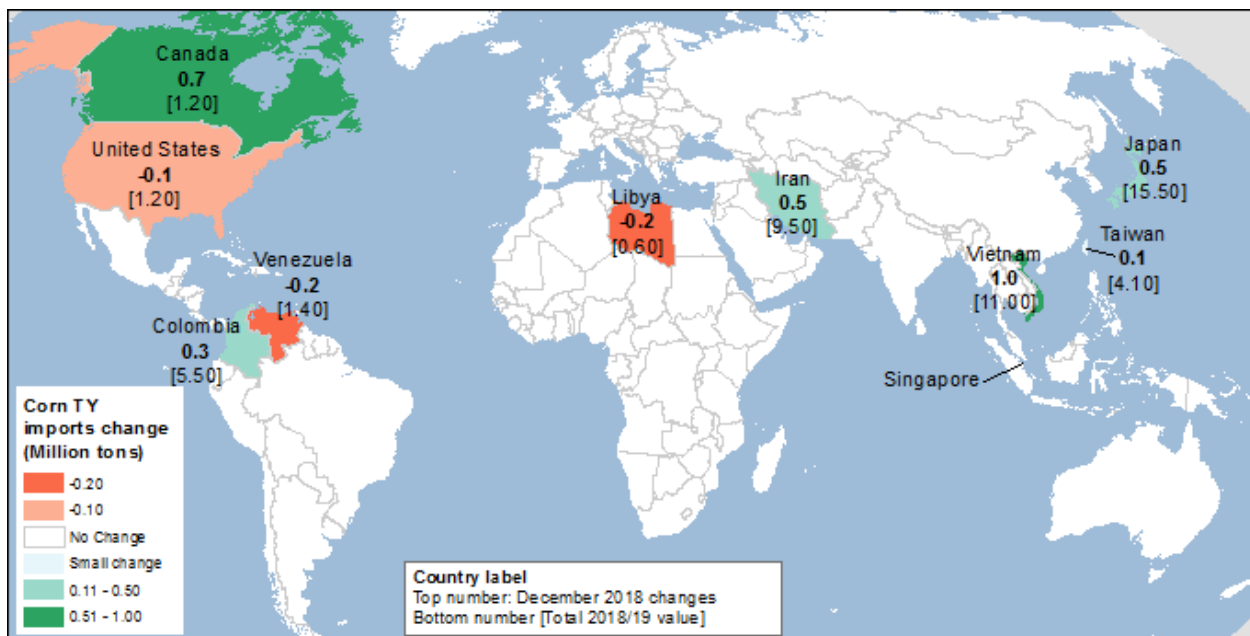 Canada
0.7
[1.20]
United States
-0.1
[1.20]
Venezuela
-0.2
[1.40]
Colombia
0.3
[5.50]
Libya
-0.2
[0.60]
Iran
0.5
[9.50]
Japan
0.5
[15.50]
Taiwan
0.1
[4.10]
Vietnam
1.0
[11.00]
Singapore
Corn TY
imports change
(Million tons)
-0.20
-0.10
No Change
Small change
0.11 - 0.50
0.51 - 1.00
Country label
Top number: December 2018 changes
Bottom number [Total 2018/19 value]